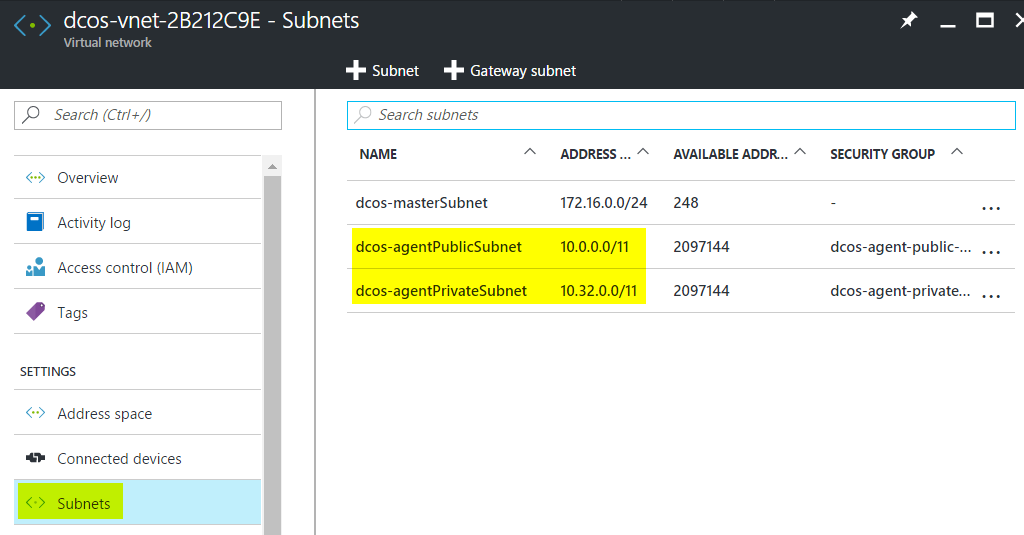 dcos-vnet-2B212C9E - Subnets
Virtual network
Subnet
Gateway subnet
Search (Ctrl+/)
Overview
Activity log
Access control (IAM)
Tags
SETTINGS
Address space
Connected devices
Subnets
Search subnets
NAME ADDRESS ... AVAILABLE ADDR... SECURITY GROUP
dcos-masterSubnet 172.16.0.0/24 248 - ...
dcos-agentPublicSubnet 10.0.0.0/11 2097144 dcos-agent-public-... ...
dcos-agentPrivateSubnet 10.32.0.0/11 2097144 dcos-agent-private... ...